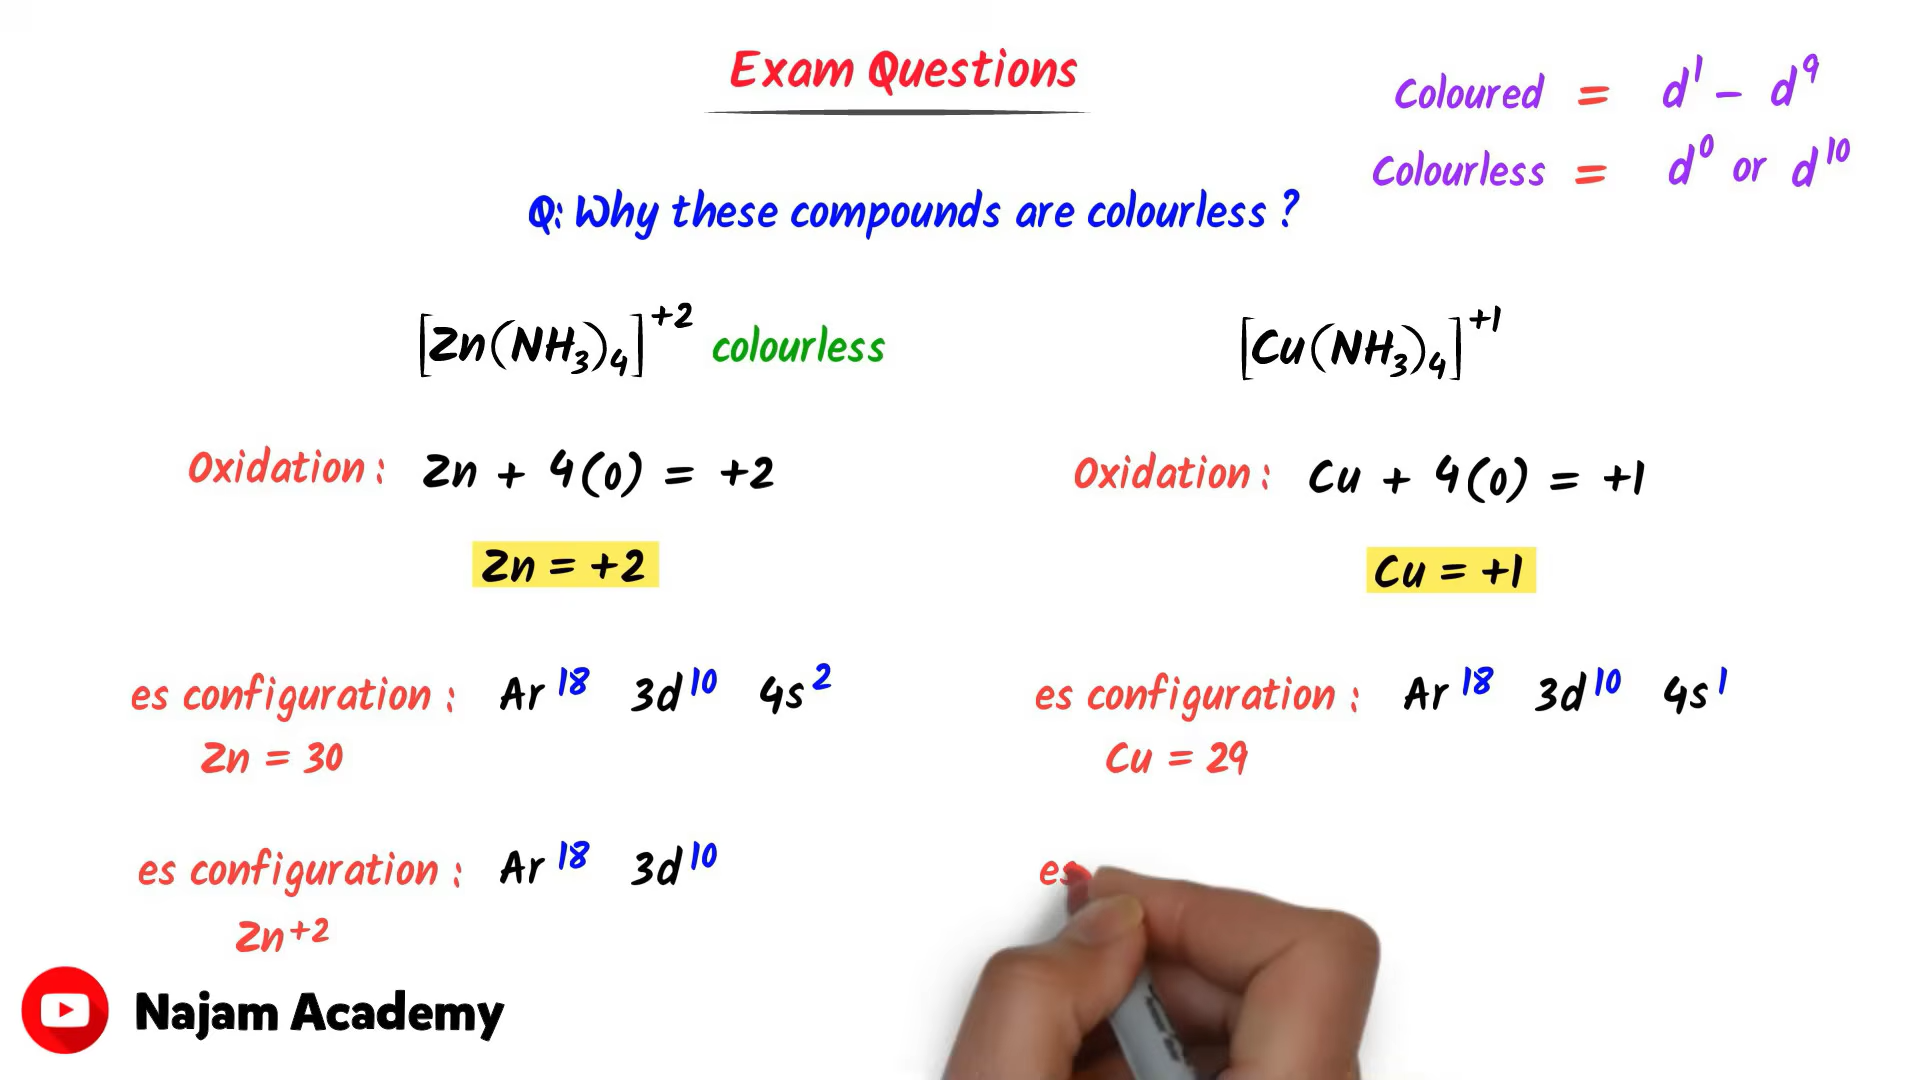 Exam Questions
Coloured = d¹ – d⁹
Colourless = d⁰ or d¹⁰
Q: Why these compounds are colourless ?
[Zn(NH₃)₄]⁺² colourless
Oxidation : Zn + 4(0) = +2
Zn = +2
es configuration : Ar¹⁸ 3d¹⁰ 4s²
Zn = 30
es configuration : Ar¹⁸ 3d¹⁰
Zn⁺²
[Cu(NH₃)₄]⁺¹
Oxidation : Cu + 4(0) = +1
Cu = +1
es configuration : Ar¹⁸ 3d¹⁰ 4s¹
Cu = 29
es
Najam Academy